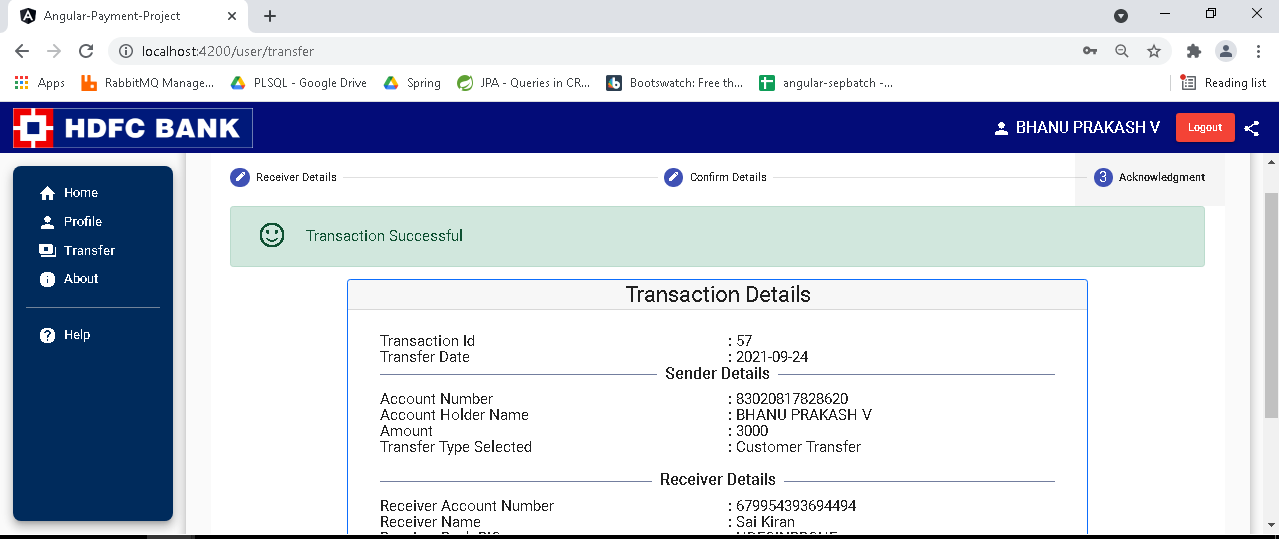 Angular-Payment-Project
localhost:4200/user/transfer
Apps RabbitMQ Manage... PLSQL - Google Drive Spring JPA - Queries in CR... Bootswatch: Free th... angular-sepbatch -... Reading list
HDFC BANK BHANU PRAKASH V Logout
Home
Profile
Transfer
About
Help
Receiver Details Confirm Details 3 Acknowledgment
Transaction Successful
Transaction Details
Transaction Id : 57
Transfer Date : 2021-09-24
Sender Details
Account Number : 83020817828620
Account Holder Name : BHANU PRAKASH V
Amount : 3000
Transfer Type Selected : Customer Transfer
Receiver Details
Receiver Account Number : 679954393694494
Receiver Name : Sai Kiran